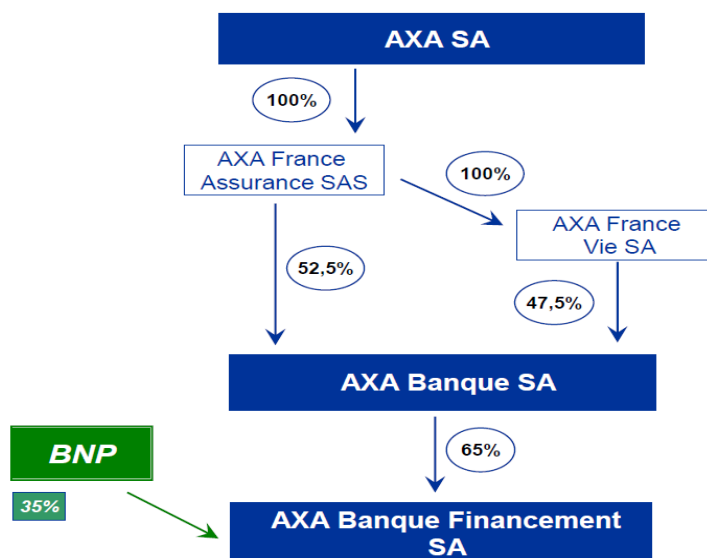 AXA SA
100%
AXA France
Assurance SAS
100%
AXA France
Vie SA
52,5%
47,5%
AXA Banque SA
BNP
65%
35%
AXA Banque Financement
SA